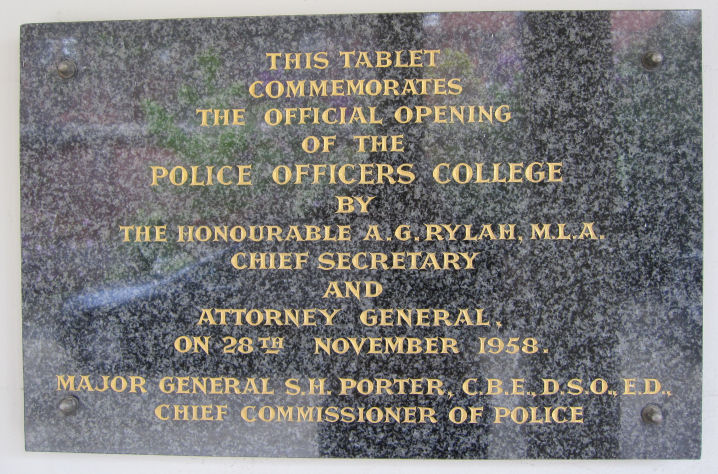 THIS TABLET
COMMEMORATES
THE OFFICIAL OPENING
OF THE
POLICE OFFICERS COLLEGE
BY
THE HONOURABLE A.G. RYLAH, M.L.A.
CHIEF SECRETARY
AND
ATTORNEY GENERAL,
ON 28TH NOVEMBER 1958.
MAJOR GENERAL S.H. PORTER, C.B.E., D.S.O., E.D.,
CHIEF COMMISSIONER OF POLICE